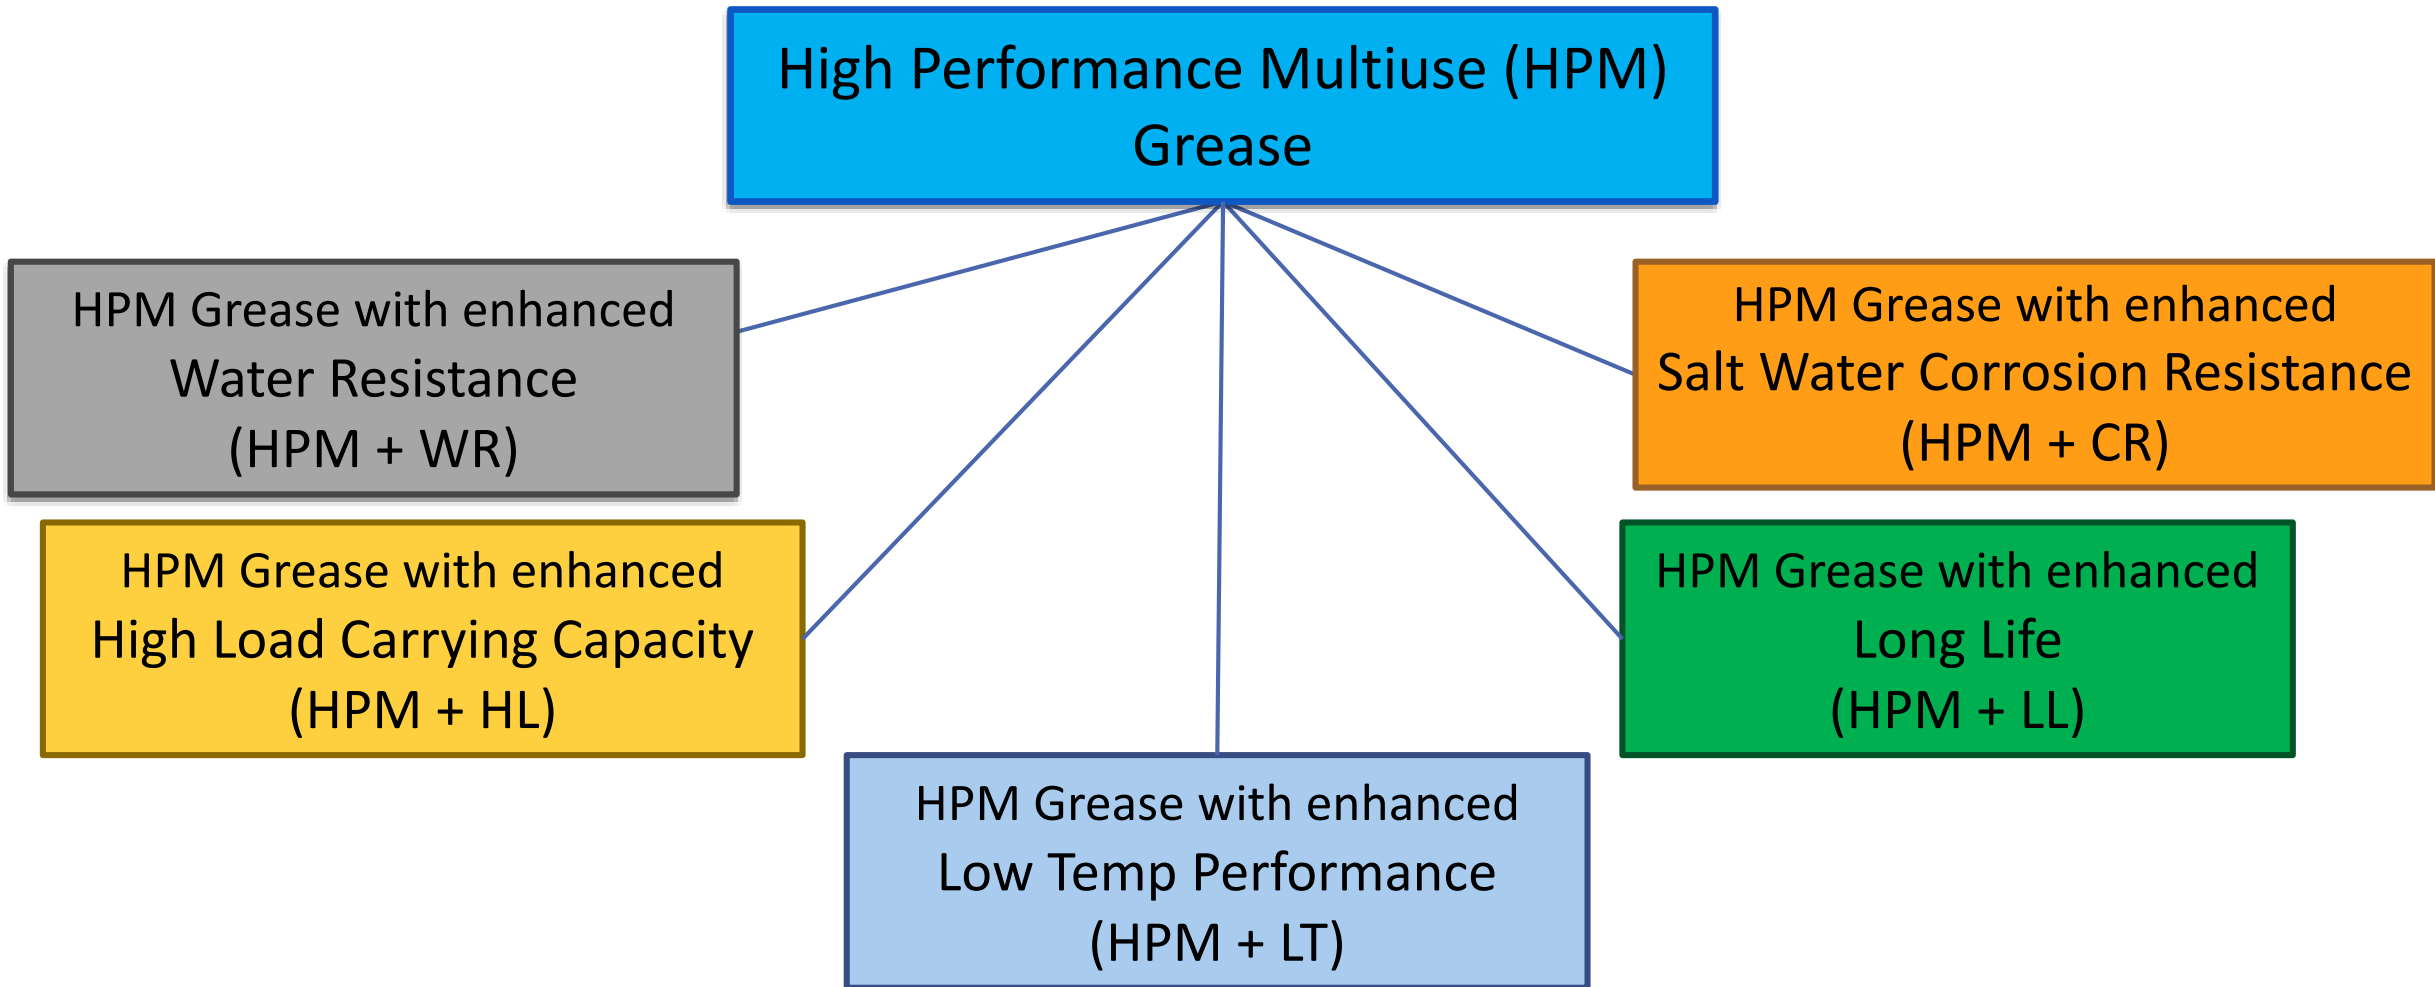 High Performance Multiuse (HPM)
Grease
HPM Grease with enhanced
Water Resistance
(HPM + WR)
HPM Grease with enhanced
Salt Water Corrosion Resistance
(HPM + CR)
HPM Grease with enhanced
High Load Carrying Capacity
(HPM + HL)
HPM Grease with enhanced
Long Life
(HPM + LL)
HPM Grease with enhanced
Low Temp Performance
(HPM + LT)